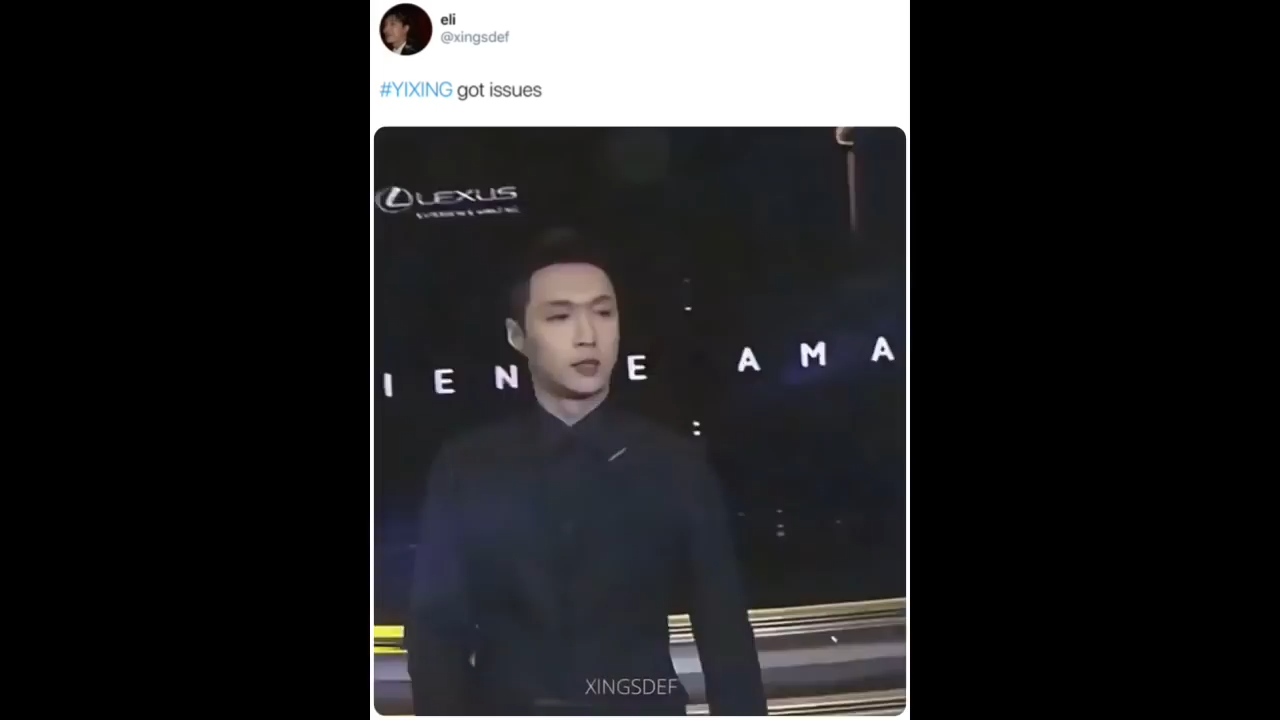 eli
@xingsdef
#YIXING got issues
LEXUS
I E N E A M A
XINGSDEF